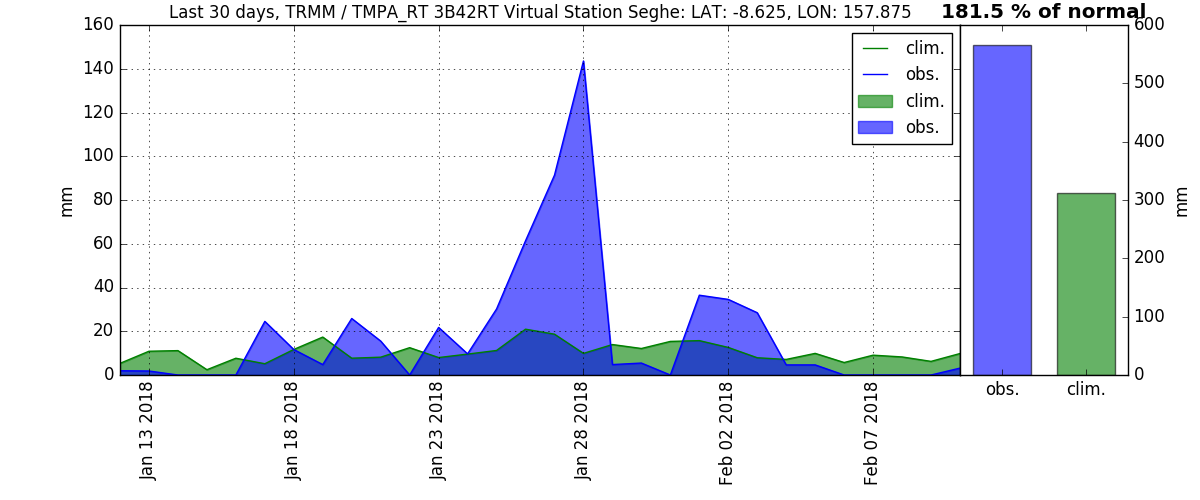 Last 30 days, TRMM / TMPA_RT 3B42RT Virtual Station Seghe: LAT: -8.625, LON: 157.875
181.5 % of normal
160
140
120
100
80
60
40
20
0
mm
clim.
obs.
clim.
obs.
Jan 13 2018
Jan 18 2018
Jan 23 2018
Jan 28 2018
Feb 02 2018
Feb 07 2018
600
500
400
300
200
100
0
mm
obs.
clim.